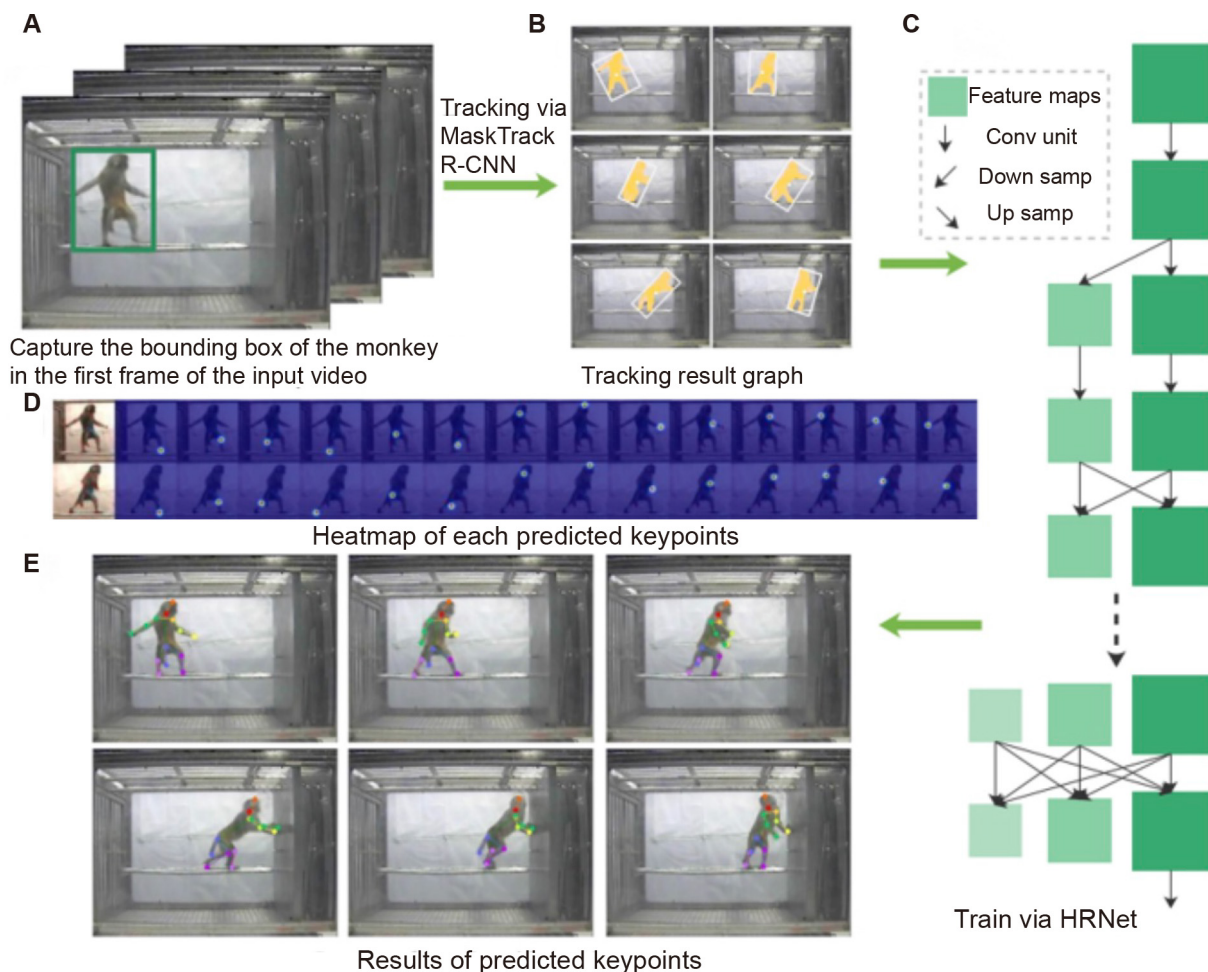 A
Tracking via
MaskTrack
R-CNN
Capture the bounding box of the monkey
in the first frame of the input video
B
Tracking result graph
C
Feature maps
Conv unit
Down samp
Up samp
Train via HRNet
D
Heatmap of each predicted keypoints
E
Results of predicted keypoints